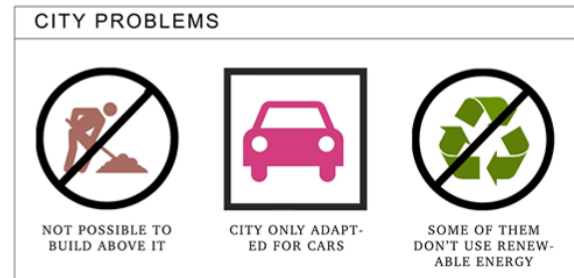 CITY PROBLEMS
NOT POSSIBLE TO
BUILD ABOVE IT
CITY ONLY ADAPT-
ED FOR CARS
SOME OF THEM
DON'T USE RENEW-
ABLE ENERGY